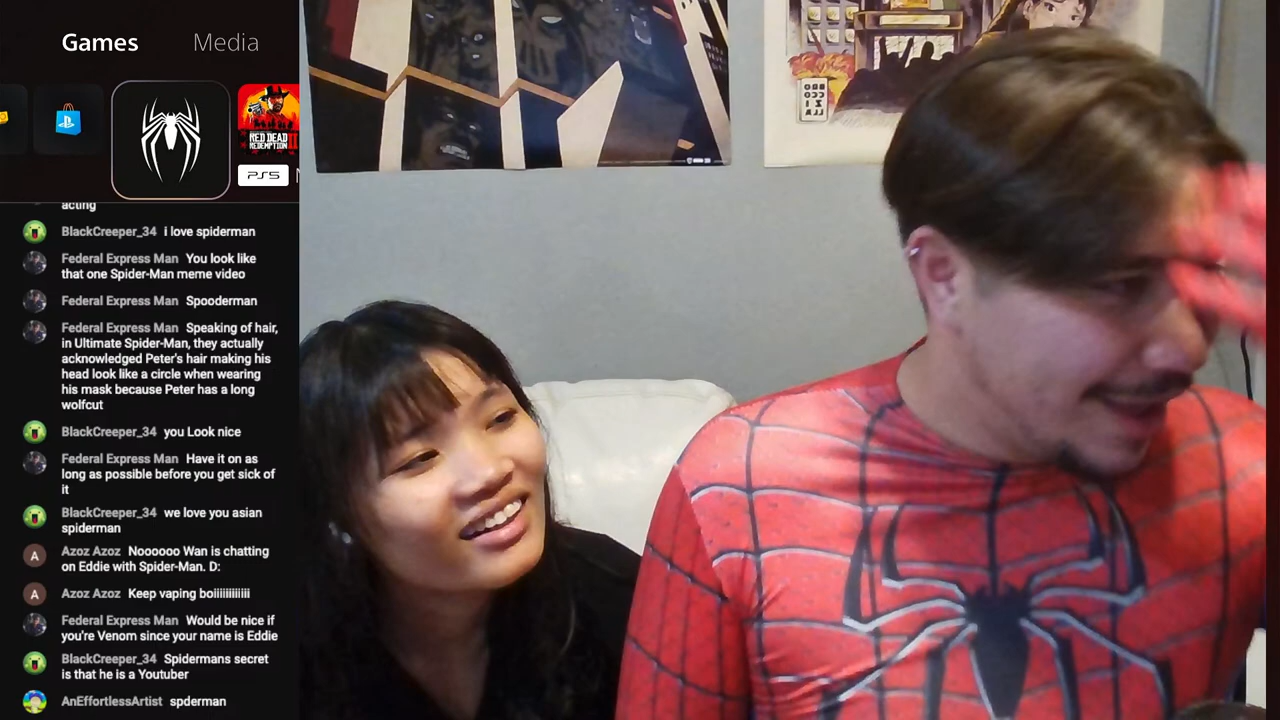 Games Media
RED DEAD
REDEMPTION II
PS5
acting
BlackCreeper_34 i love spiderman
Federal Express Man You look like
that one Spider-Man meme video
Federal Express Man Spooderman
Federal Express Man Speaking of hair,
in Ultimate Spider-Man, they actually
acknowledged Peter's hair making his
head look like a circle when wearing
his mask because Peter has a long
wolfcut
BlackCreeper_34 you Look nice
Federal Express Man Have it on as
long as possible before you get sick of
it
BlackCreeper_34 we love you asian
spiderman
A Azoz Azoz Noooooo Wan is chatting
on Eddie with Spider-Man. D:
A Azoz Azoz Keep vaping boiiiiiiiiiiiii
Federal Express Man Would be nice if
you're Venom since your name is Eddie
BlackCreeper_34 Spidermans secret
is that he is a Youtuber
AnEffortlessArtist spderman